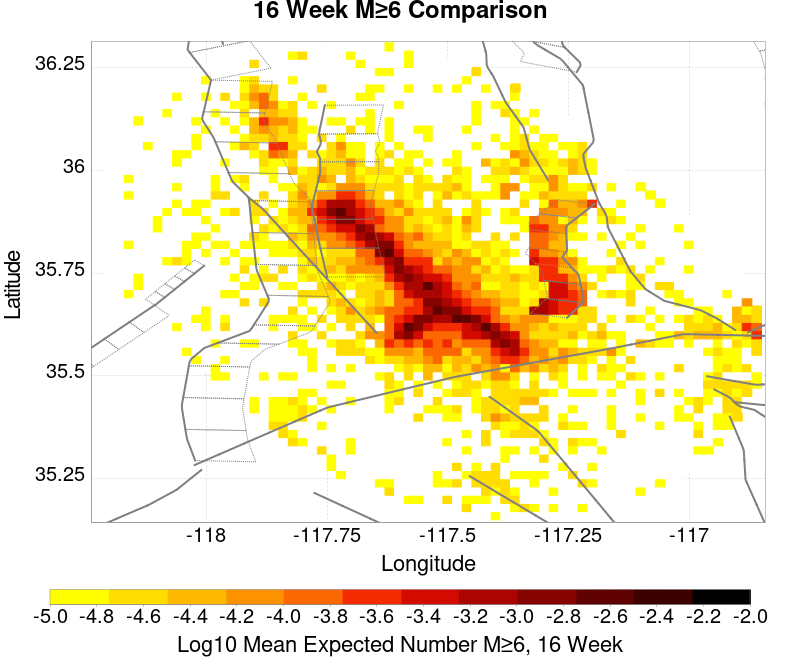 16 Week M≥6 Comparison
36.25
36
35.75
35.5
35.25
Latitude
-118 -117.75 -117.5 -117.25 -117
Longitude
-5.0 -4.8 -4.6 -4.4 -4.2 -4.0 -3.8 -3.6 -3.4 -3.2 -3.0 -2.8 -2.6 -2.4 -2.2 -2.0
Log10 Mean Expected Number M≥6, 16 Week